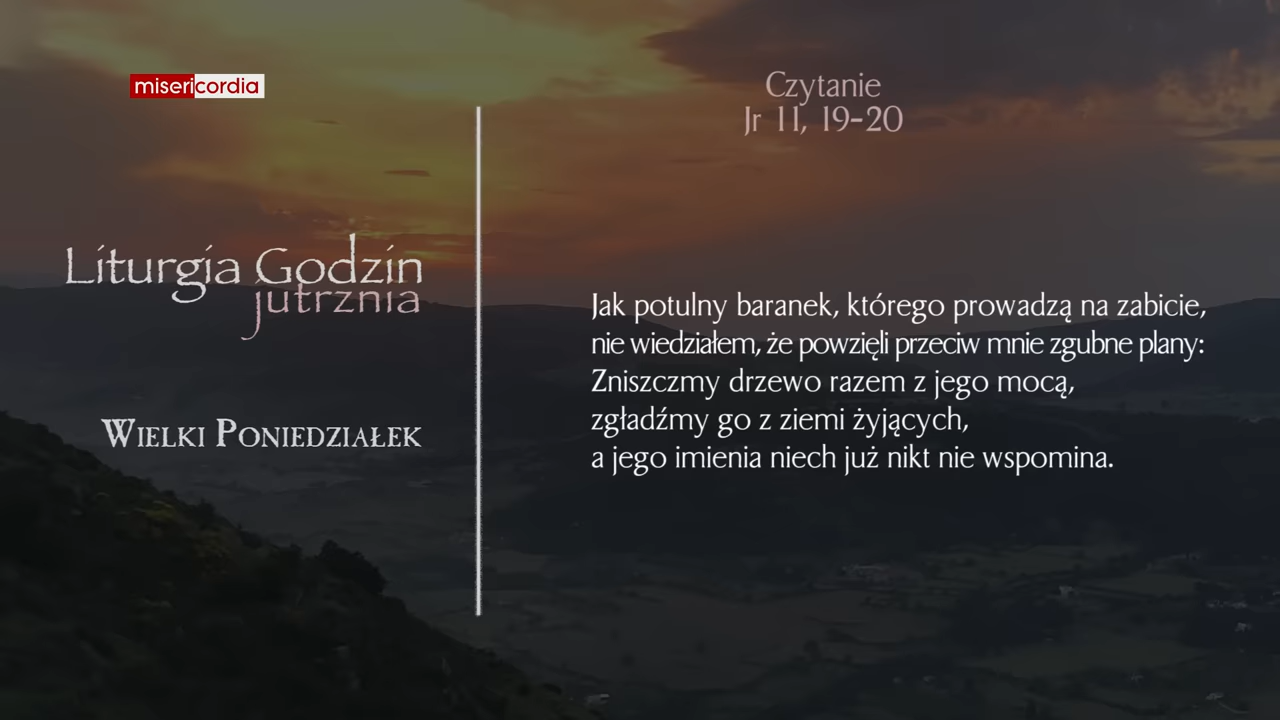 misericordia
Liturgia Godzin
jutrznia
Wielki Poniedziałek
Czytanie
Jr 11, 19-20
Jak potulny baranek, którego prowadzą na zabicie,
nie wiedziałem, że powzięli przeciw mnie zgubne plany:
Zniszczmy drzewo razem z jego mocą,
zgładźmy go z ziemi żyjących,
a jego imienia niech już nikt nie wspomina.